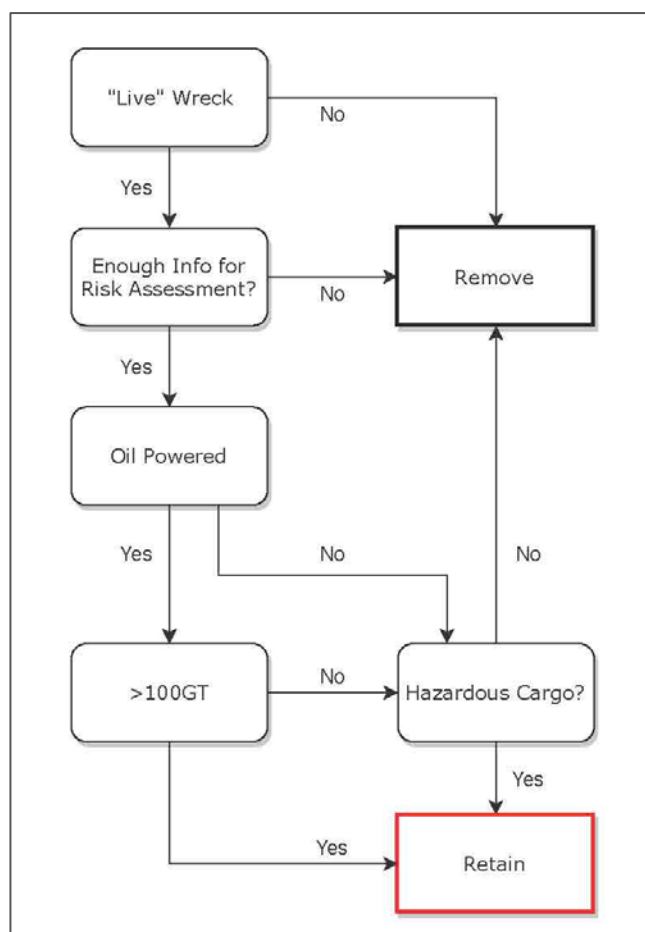 "Live" Wreck
No
Yes
Enough Info for
Risk Assessment?
No
Remove
Yes
Oil Powered
Yes
No
No
>100GT
No
Hazardous Cargo?
Yes
Yes
Retain